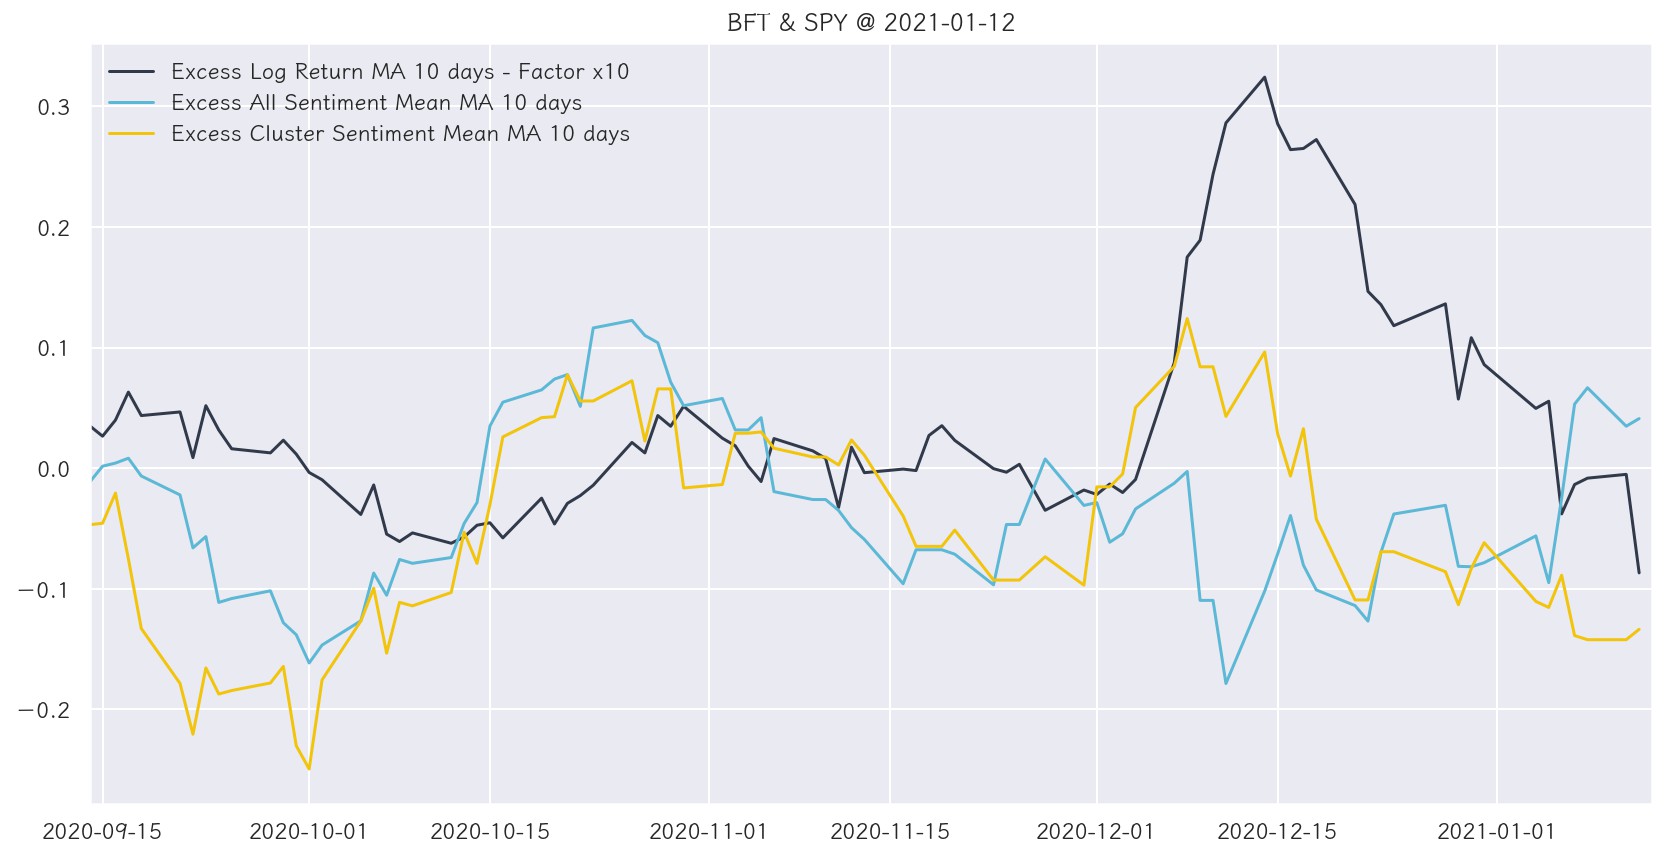 BFT & SPY @ 2021-01-12
Excess Log Return MA 10 days - Factor x10
Excess All Sentiment Mean MA 10 days
Excess Cluster Sentiment Mean MA 10 days
0.3
0.2
0.1
0.0
−0.1
−0.2
2020-09-15 2020-10-01 2020-10-15 2020-11-01 2020-11-15 2020-12-01 2020-12-15 2021-01-01